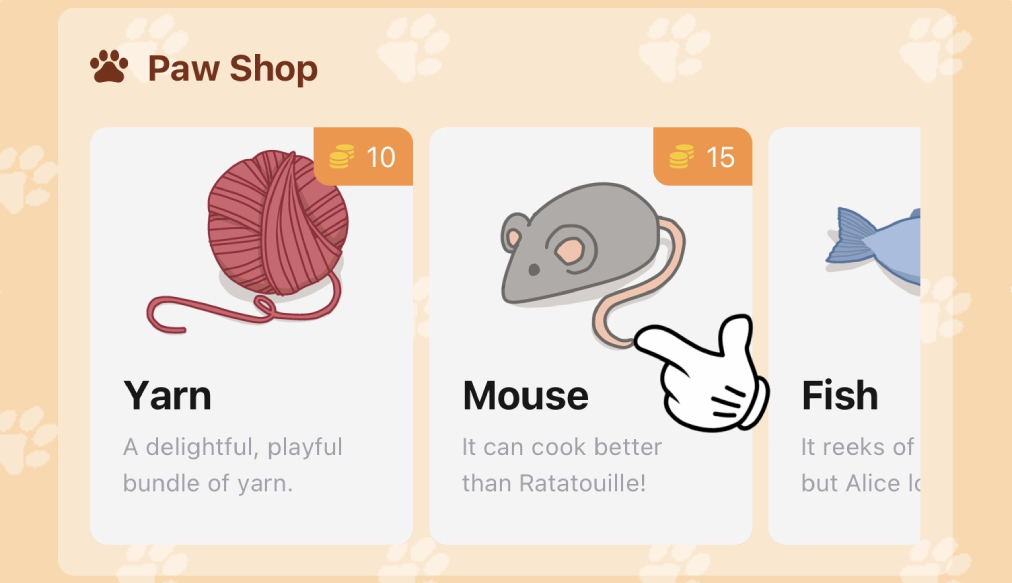 Paw Shop
10
15
Yarn
Mouse
Fish
A delightful, playful
bundle of yarn.
It can cook better
than Ratatouille!
It reeks of
but Alice